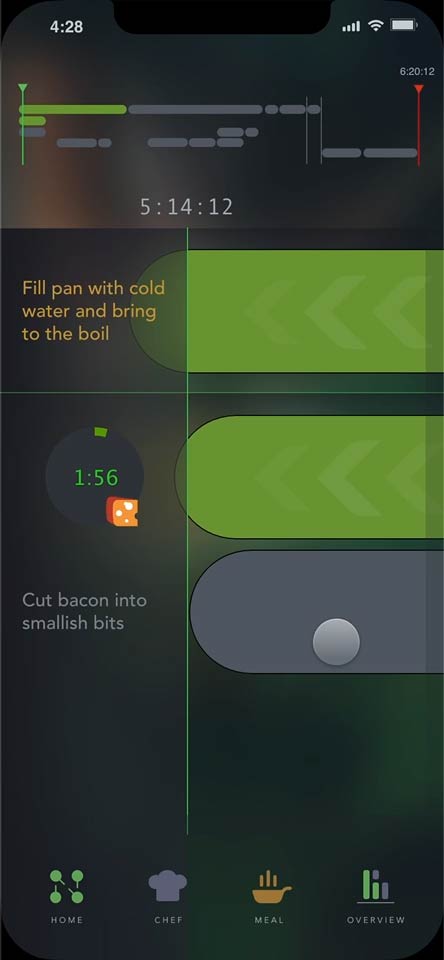 4:28
6:20:12
5:14:12
Fill pan with cold
water and bring
to the boil
1:56
Cut bacon into
smallish bits
HOME
CHEF
MEAL
OVERVIEW